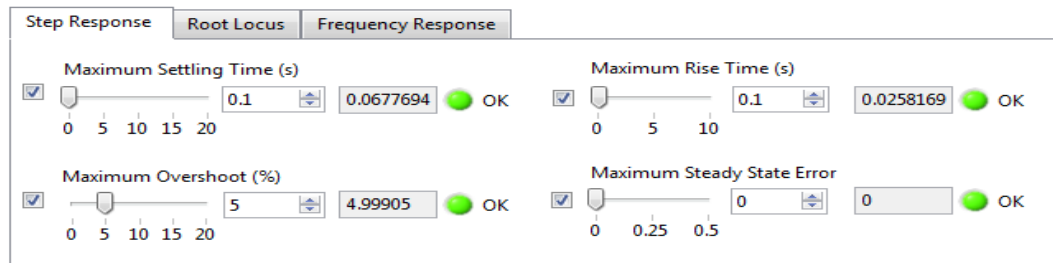 Step Response Root Locus Frequency Response
Maximum Settling Time (s)
0.1 0.0677694 OK
0 5 10 15 20
Maximum Rise Time (s)
0.1 0.0258169 OK
0 5 10
Maximum Overshoot (%)
5 4.99905 OK
0 5 10 15 20
Maximum Steady State Error
0 0 OK
0 0.25 0.5